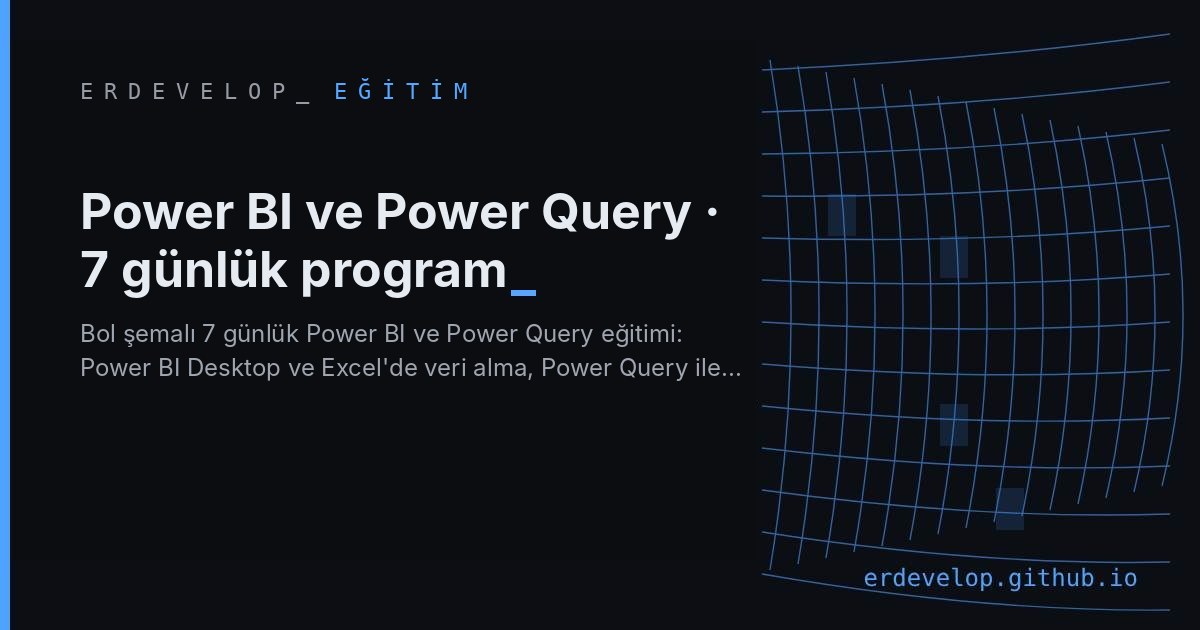 ERDEVELOP_ EĞİTİM
Power BI ve Power Query ·
7 günlük program_
Bol şemalı 7 günlük Power BI ve Power Query eğitimi:
Power BI Desktop ve Excel'de veri alma, Power Query ile...
erdevelop.github.io